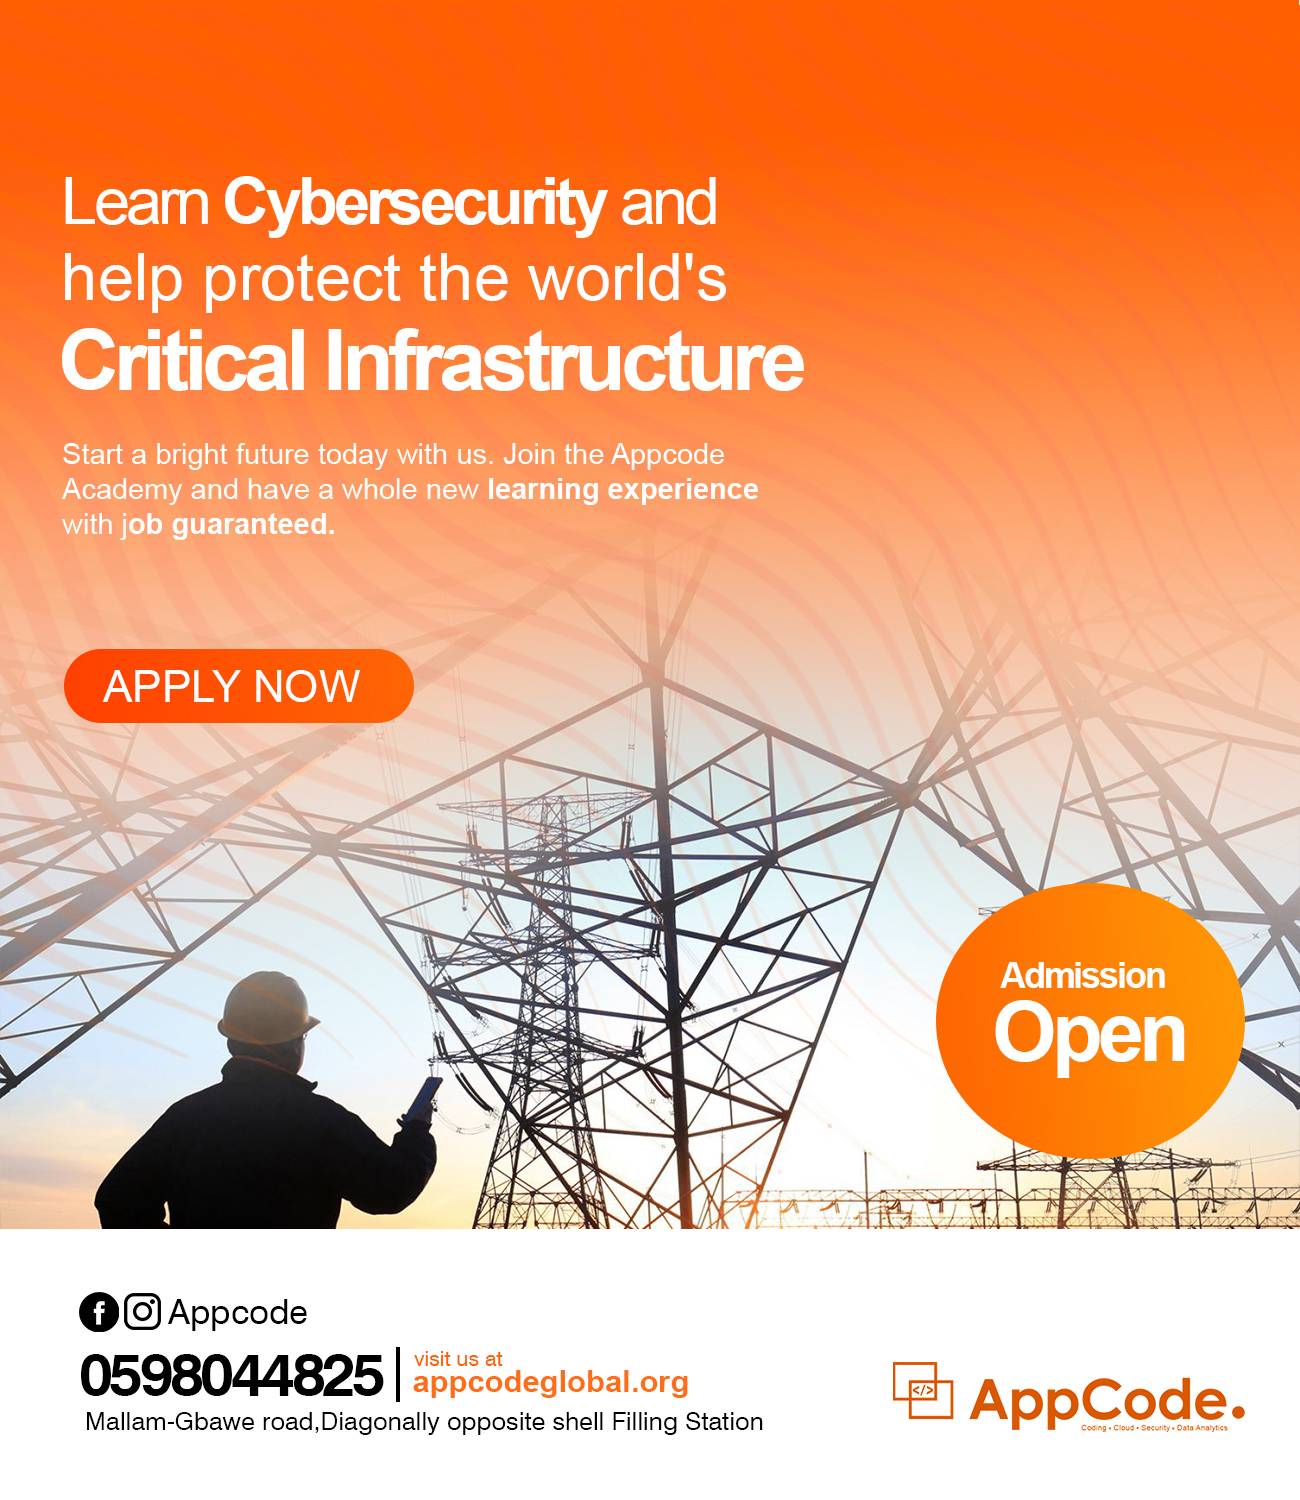 Learn Cybersecurity and
help protect the world's
Critical Infrastructure
Start a bright future today with us. Join the Appcode
Academy and have a whole new learning experience
with job guaranteed.
APPLY NOW
Admission
Open
Appcode
0598044825
visit us at
appcodeglobal.org
Mallam-Gbawe road,Diagonally opposite shell Filling Station
</>
AppCode.
Coding • Cloud • Security • Data Analytics